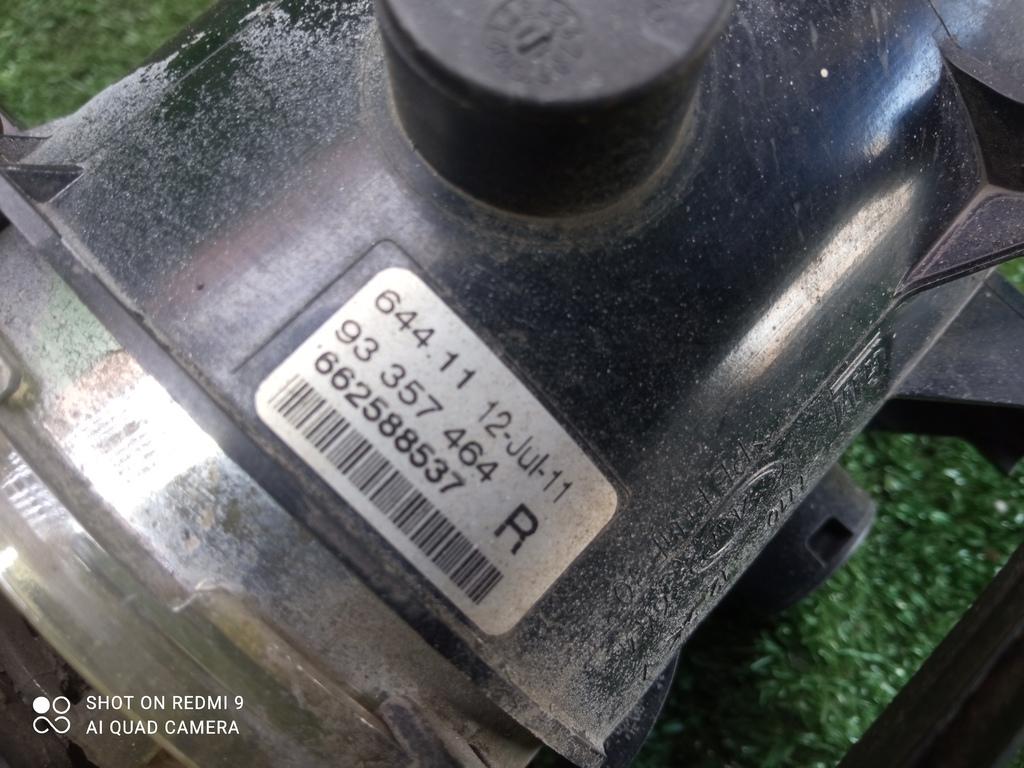 644.11 12-Jul-11
93 357 464
662588537
R
SHOT ON REDMI 9
AI QUAD CAMERA